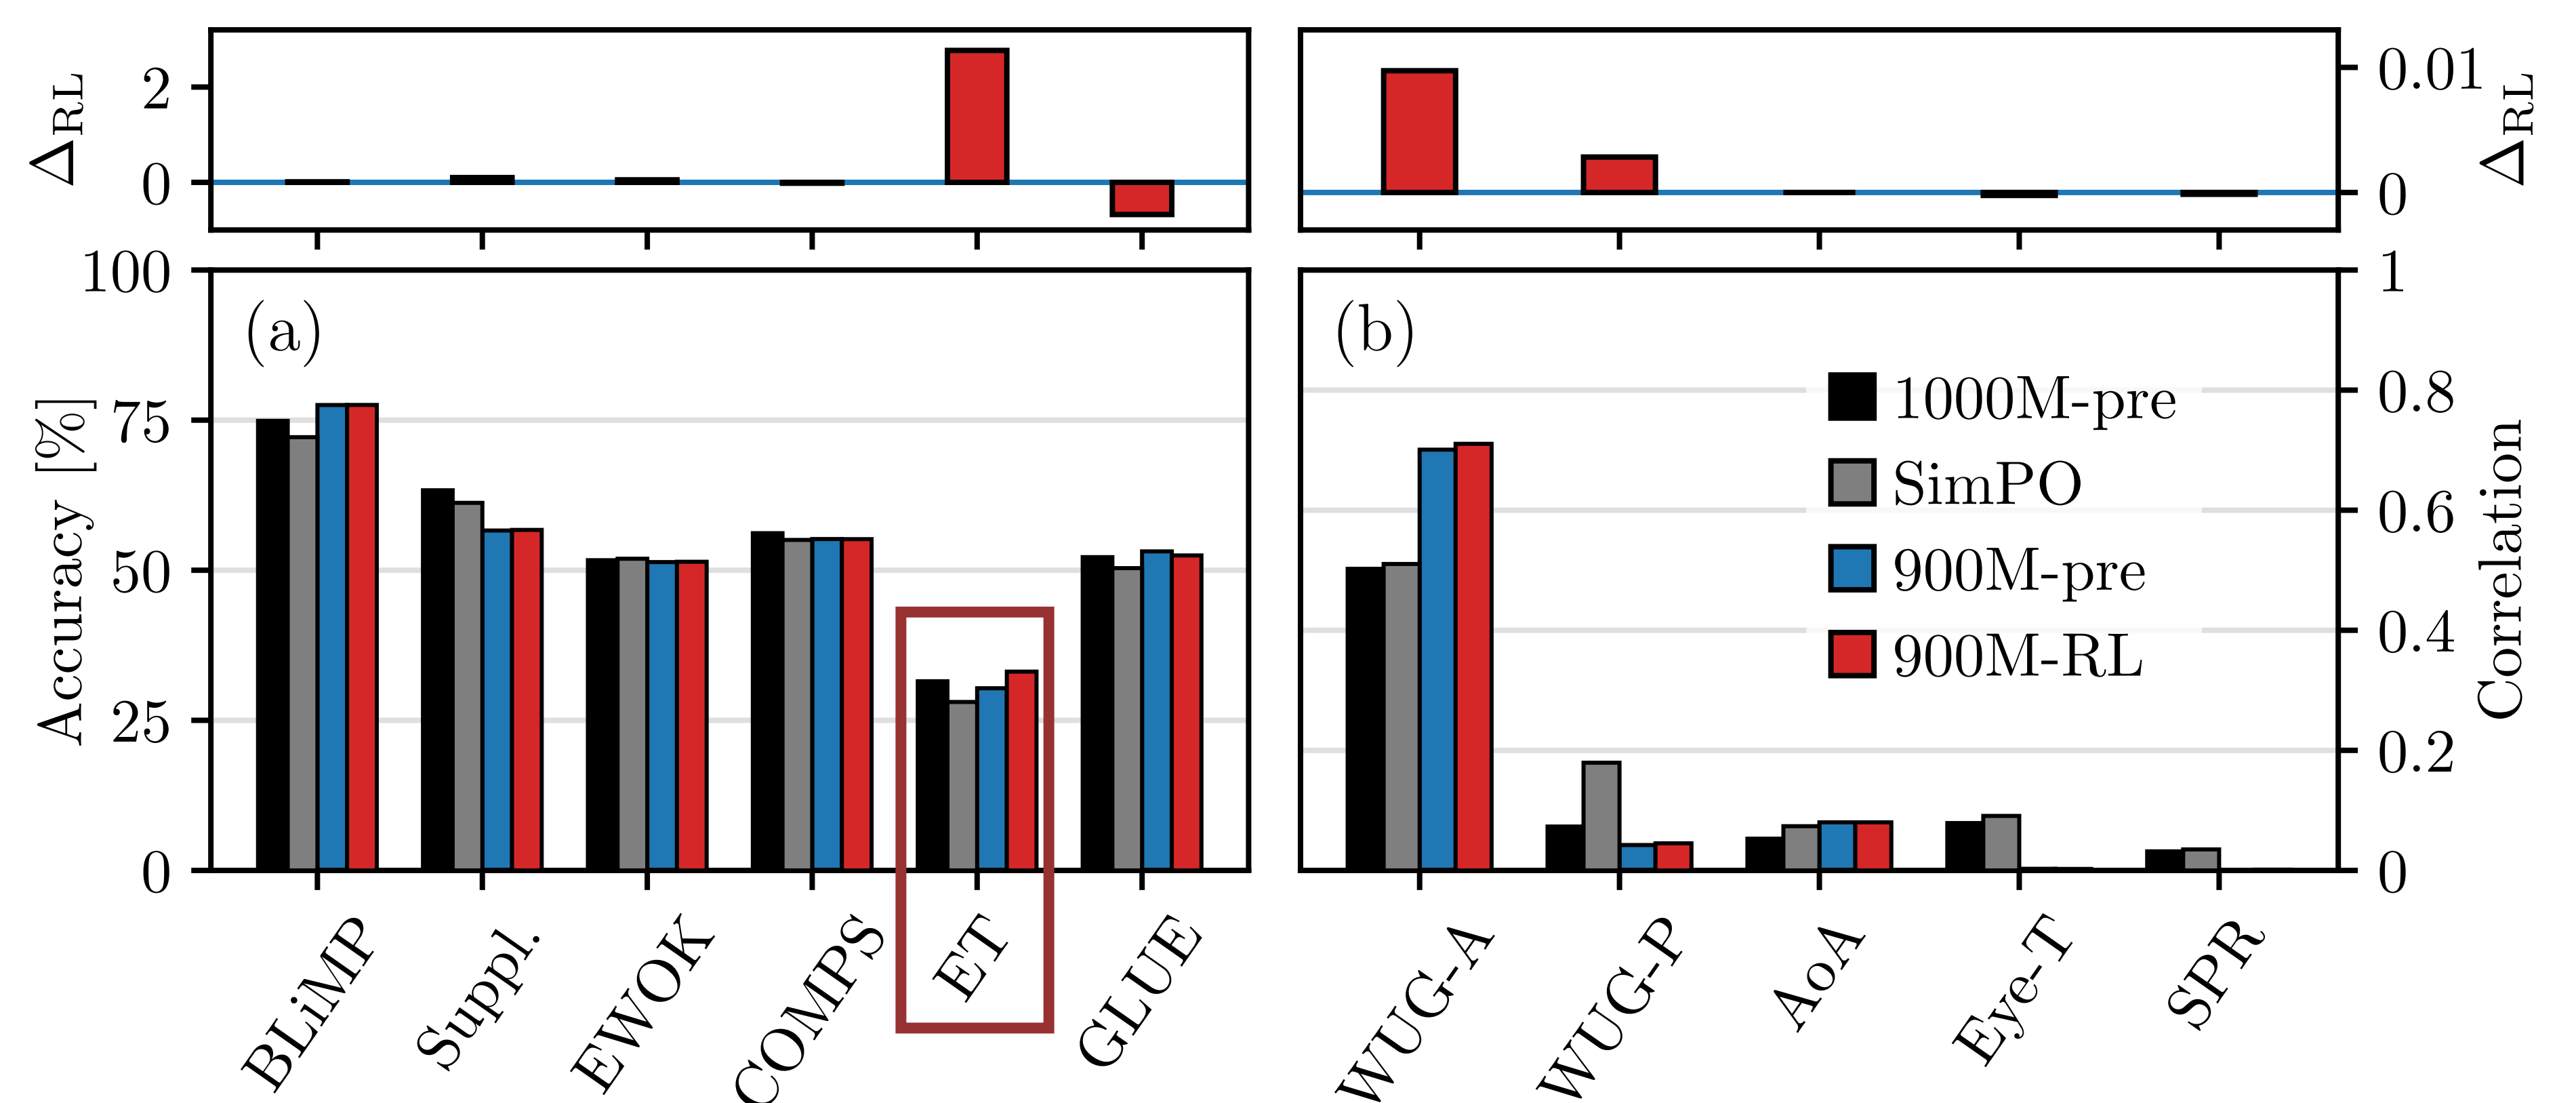 Δ_RL
2
0
0.01
0
Δ_RL
(a)
Accuracy [%]
100
75
50
25
0
BLiMP
Suppl.
EWOK
COMPS
ET
GLUE
(b)
1000M-pre
SimPO
900M-pre
900M-RL
1
0.8
0.6
0.4
0.2
0
Correlation
WUG-A
WUG-P
AoA
Eye-T
SPR